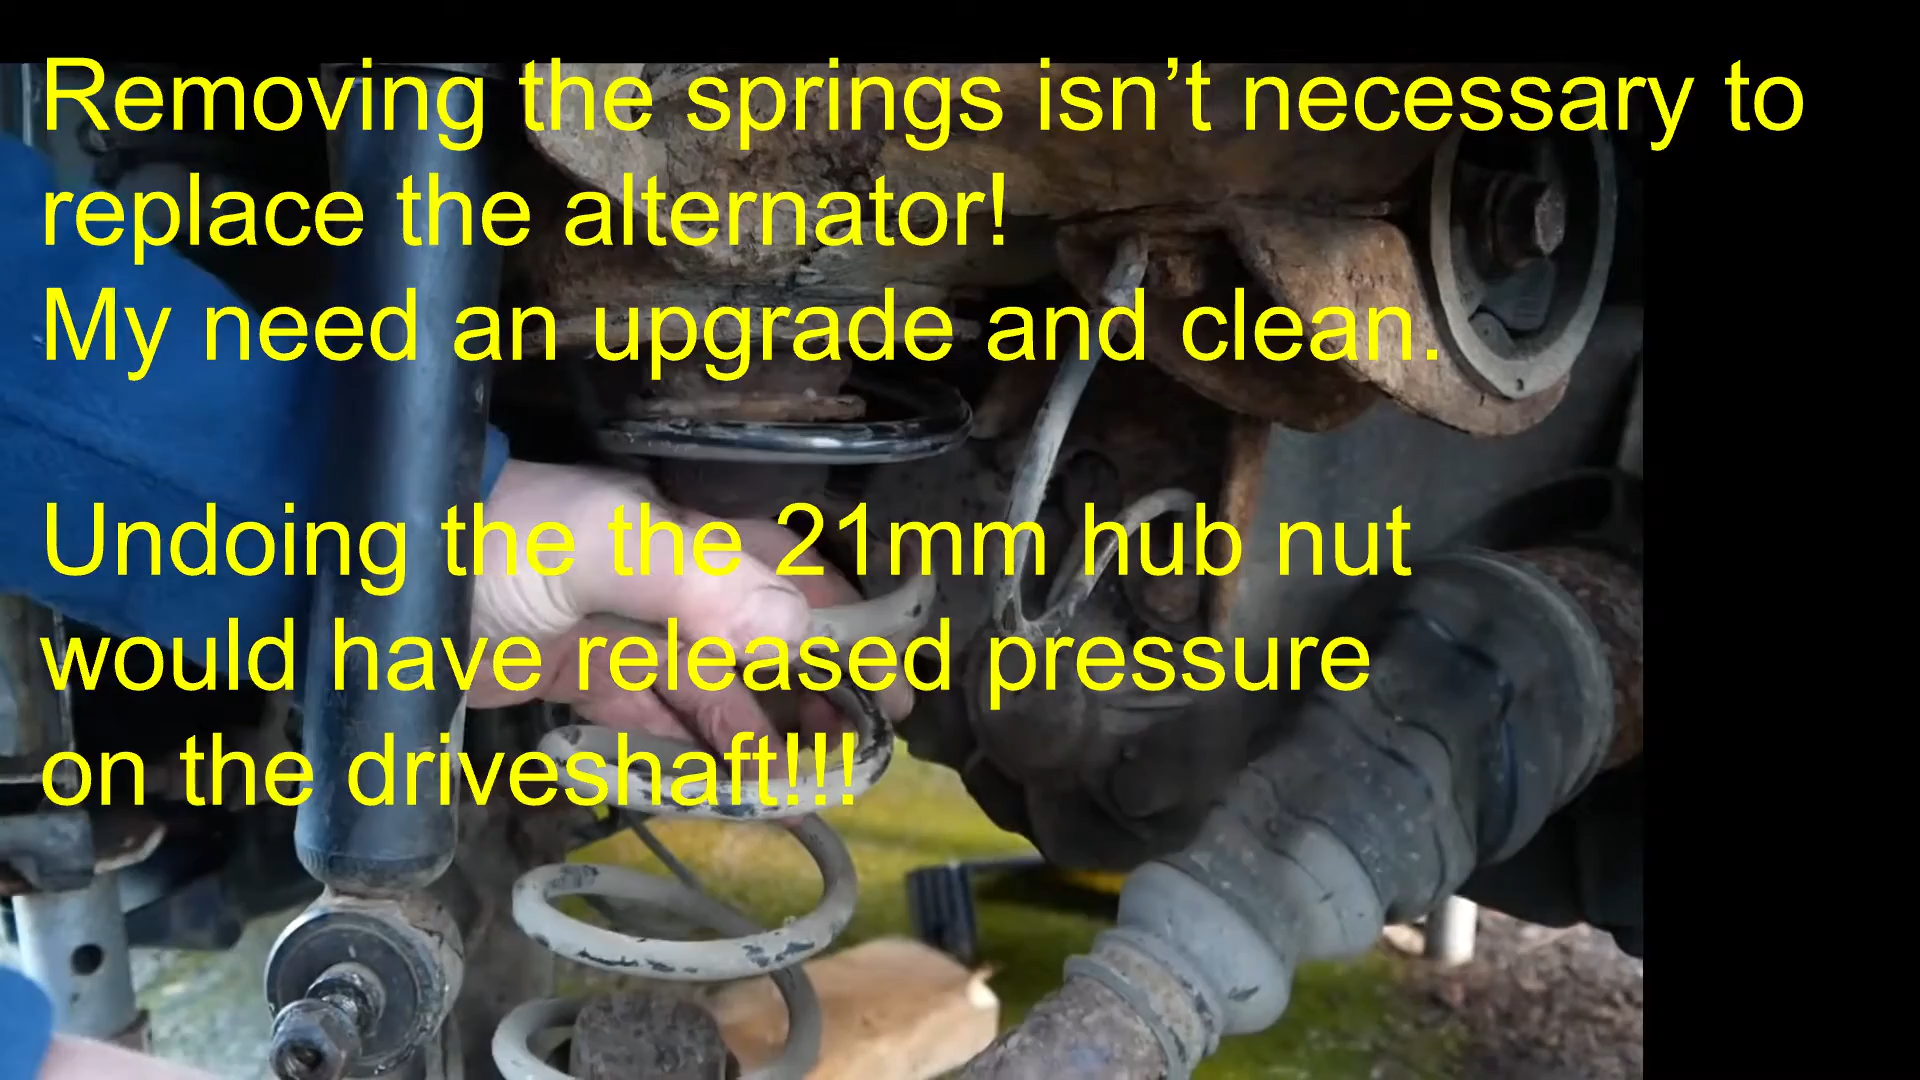 Removing the springs isn’t necessary to
replace the alternator!
My need an upgrade and clean.
Undoing the the 21mm hub nut
would have released pressure
on the driveshaft!!!